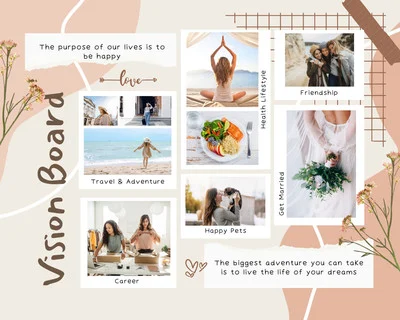 The purpose of our lives is to
be happy
love
Vision Board
Travel & Adventure
Career
Health Lifestyle
Happy Pets
Friendship
Get Married
The biggest adventure you can take
is to live the life of your dreams